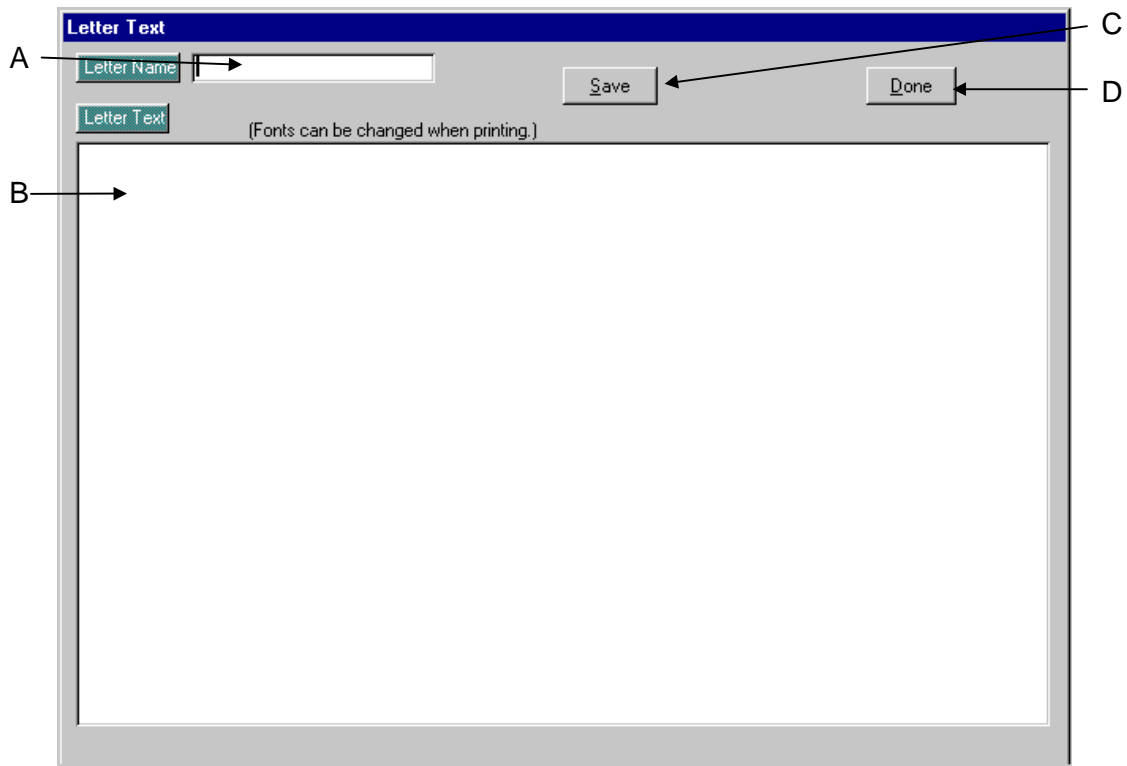 Letter Text
C
A
Letter Name
Save
Done
D
Letter Text
(Fonts can be changed when printing.)
B